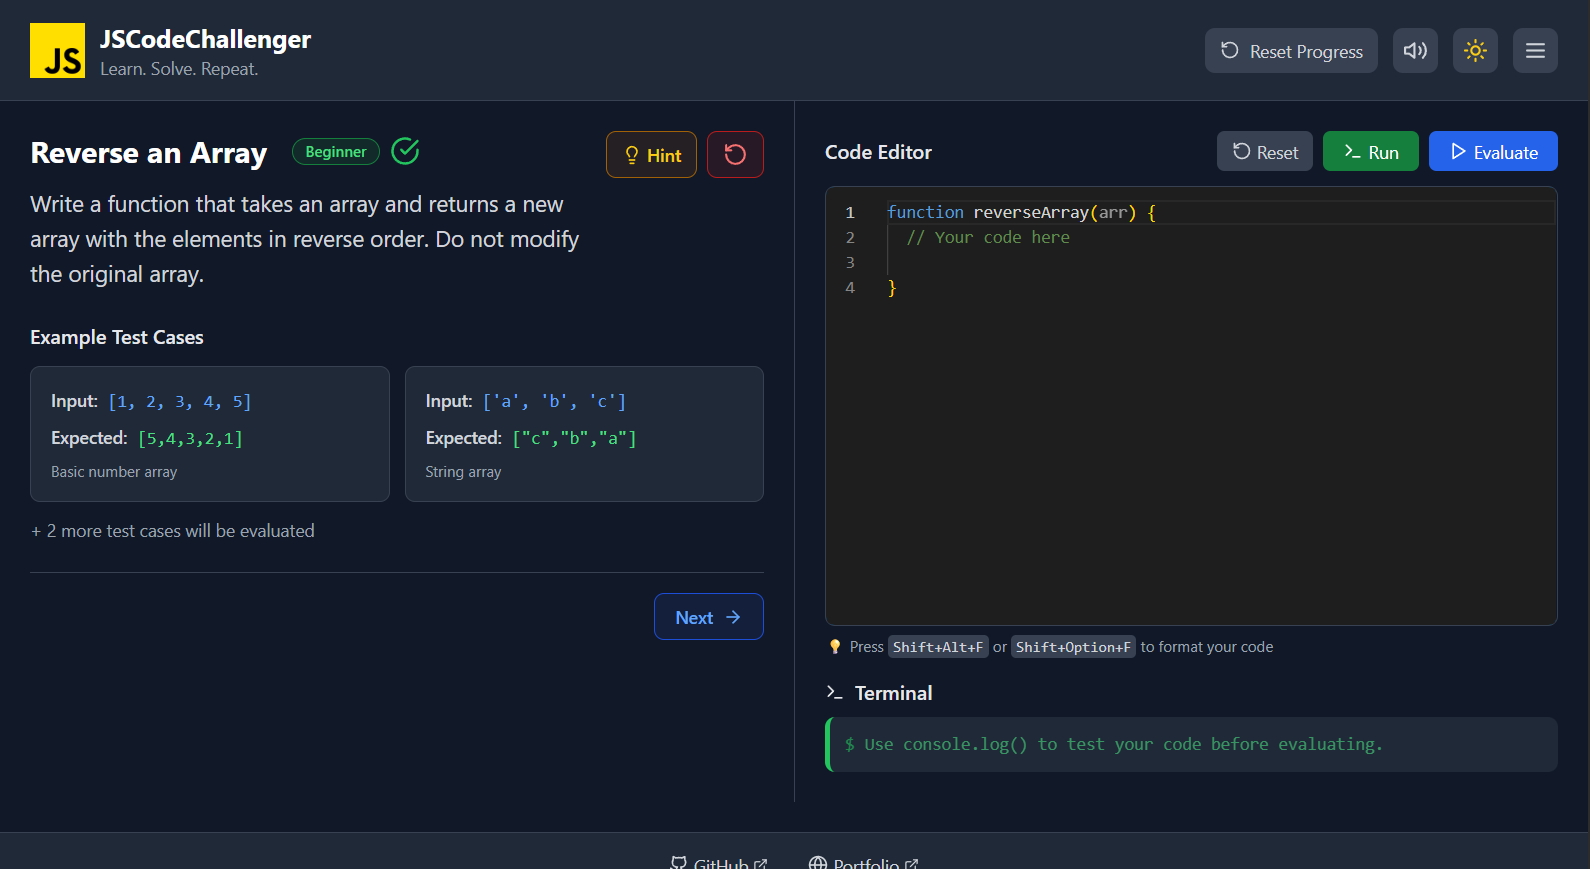 JS
JSCodeChallenger
Learn. Solve. Repeat.
Reset Progress
Reverse an Array
Beginner
Hint
Write a function that takes an array and returns a new
array with the elements in reverse order. Do not modify
the original array.
Example Test Cases
Input: [1, 2, 3, 4, 5]
Expected: [5,4,3,2,1]
Basic number array
Input: ['a', 'b', 'c']
Expected: ["c","b","a"]
String array
+ 2 more test cases will be evaluated
Next
Code Editor
Reset
Run
Evaluate
1 function reverseArray(arr) {
2 // Your code here
3
4 }
Press Shift+Alt+F or Shift+Option+F to format your code
Terminal
$ Use console.log() to test your code before evaluating.
GitHub
Portfolio